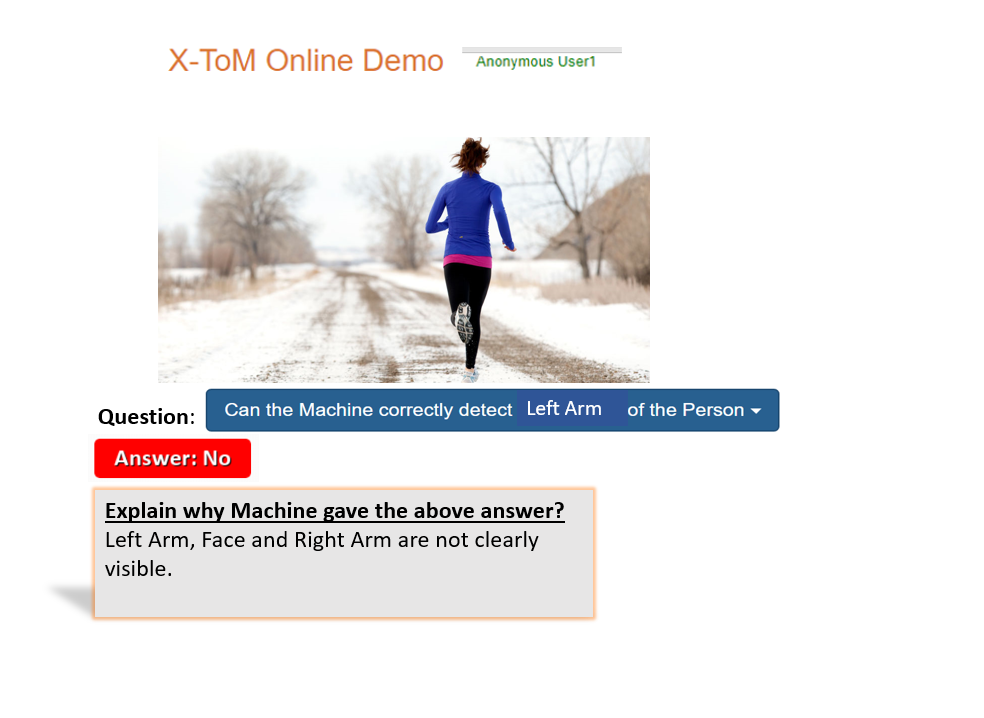 X-ToM Online Demo
Anonymous User1
Question: Can the Machine correctly detect Left Arm of the Person
Answer: No
Explain why Machine gave the above answer?
Left Arm, Face and Right Arm are not clearly
visible.